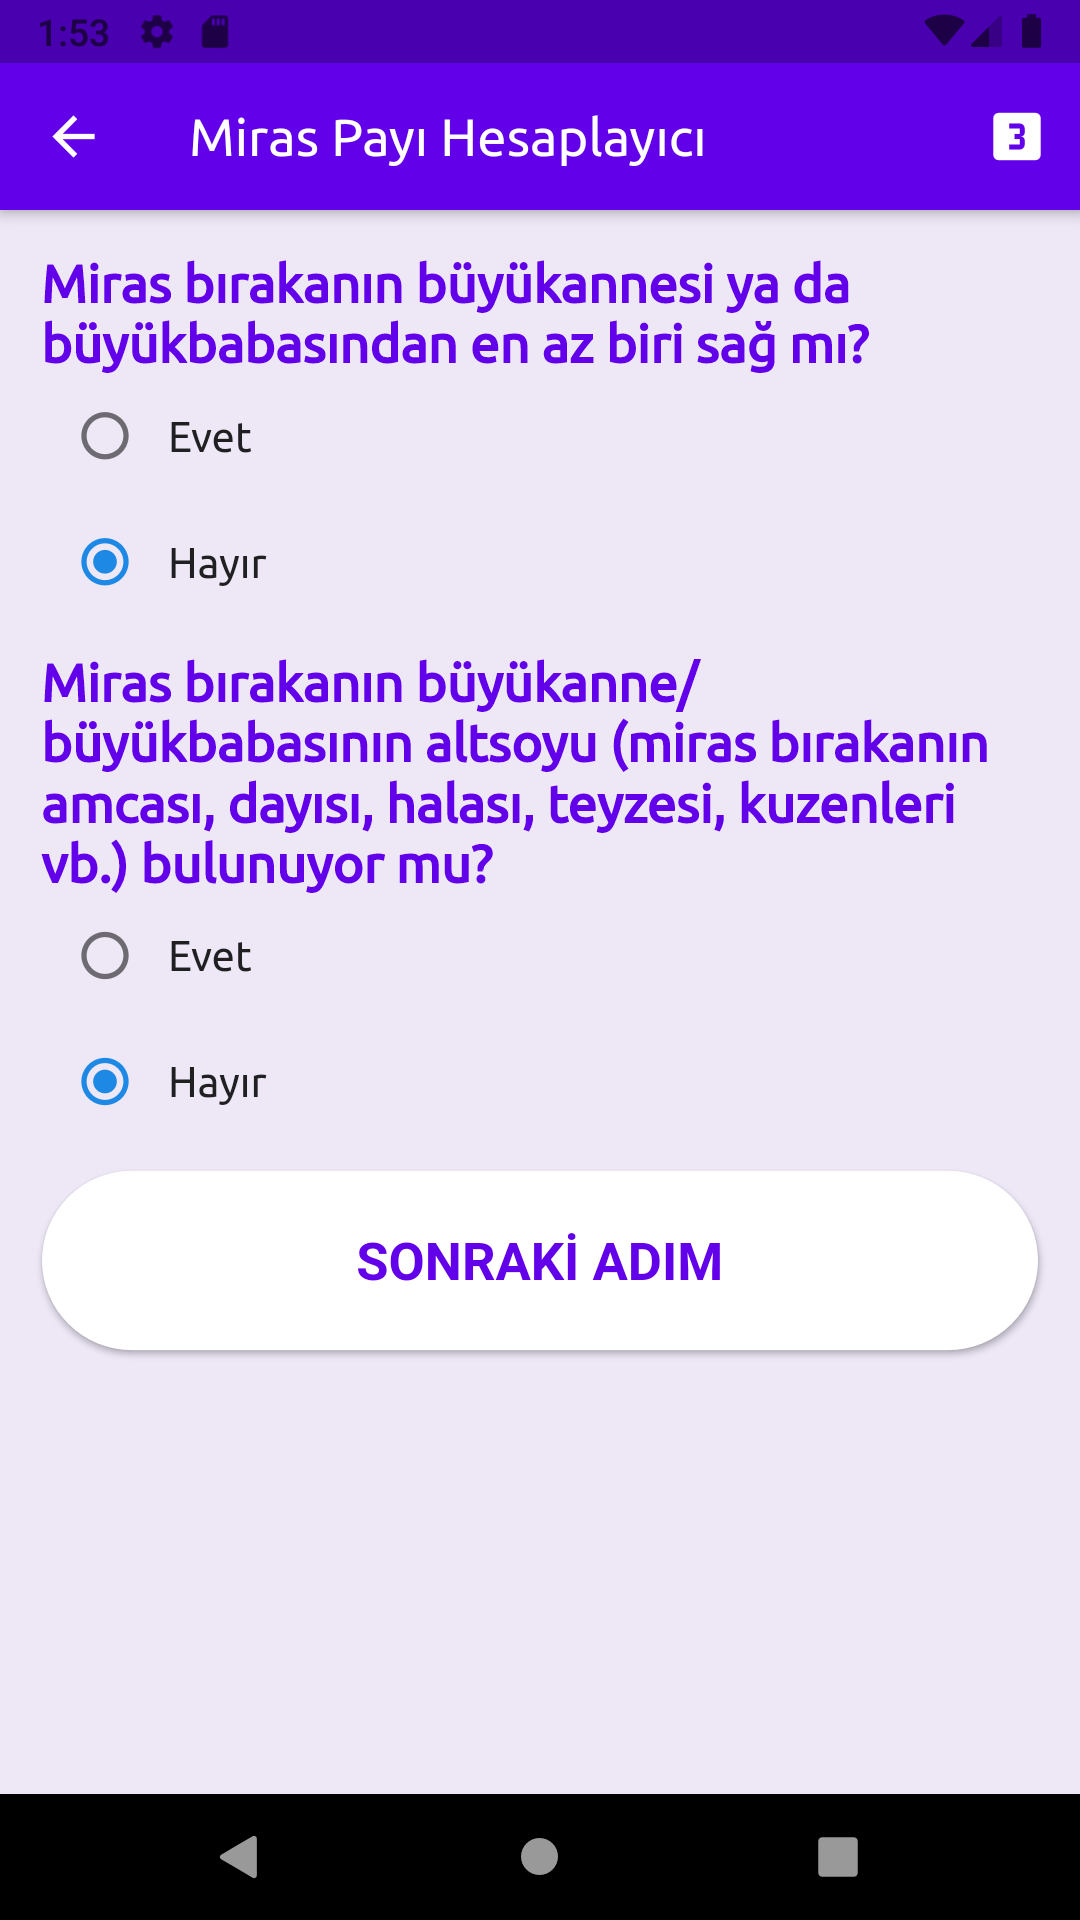 1:53
Miras Payı Hesaplayıcı
3
Miras bırakanın büyükannesi ya da
büyükbabasından en az biri sağ mı?
Evet
Hayır
Miras bırakanın büyükanne/
büyükbabasının altsoyu (miras bırakanın
amcası, dayısı, halası, teyzesi, kuzenleri
vb.) bulunuyor mu?
Evet
Hayır
SONRAKİ ADIM